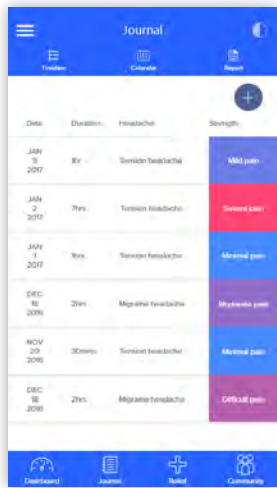 Journal
Timeline Calendar Report
Date Duration Headache Strength
JAN
2017 1hr Tension headache Mild pain
JAN
2
2017 7hrs Tension headache Severe pain
JAN
1
2017 Tension headache Minimal pain
DEC
2016 2hrs Migraine headache pain
NOV
2016 30mins Tension headache Minimal pain
DEC
18
2016 2hrs Migraine headache Difficult pain
Dashboard Journal Relief Community